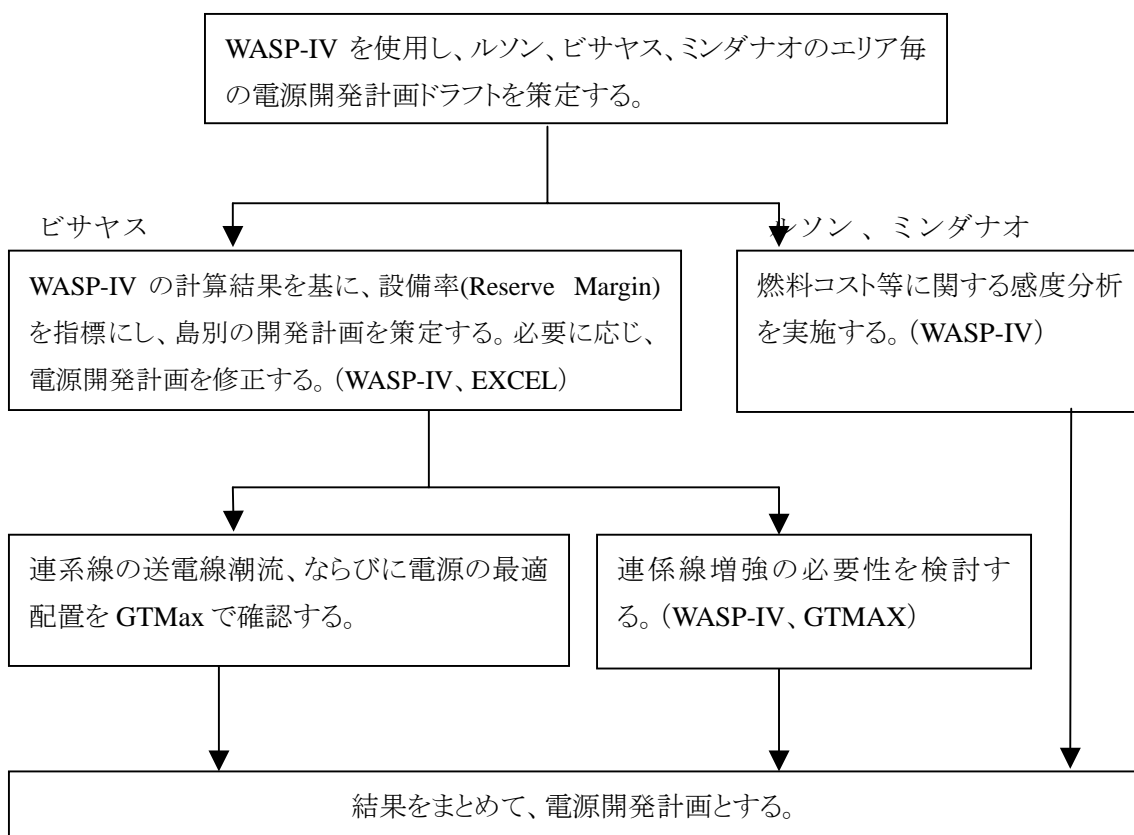 WASP-IV を使用し、ルソン、ビサヤス、ミンダナオのエリア毎
の電源開発計画ドラフトを策定する。
ビサヤス
ルソン 、ミンダナオ
WASP-IV の計算結果を基に、設備率(Reserve Margin)
を指標にし、島別の開発計画を策定する。必要に応じ、
電源開発計画を修正する。（WASP-IV、EXCEL）
燃料コスト等に関する感度分析
を実施する。（WASP-IV）
連系線の送電線潮流、ならびに電源の最適
配置を GTMax で確認する。
連係線増強の必要性を検討す
る。（WASP-IV、GTMAX）
結果をまとめて、電源開発計画とする。